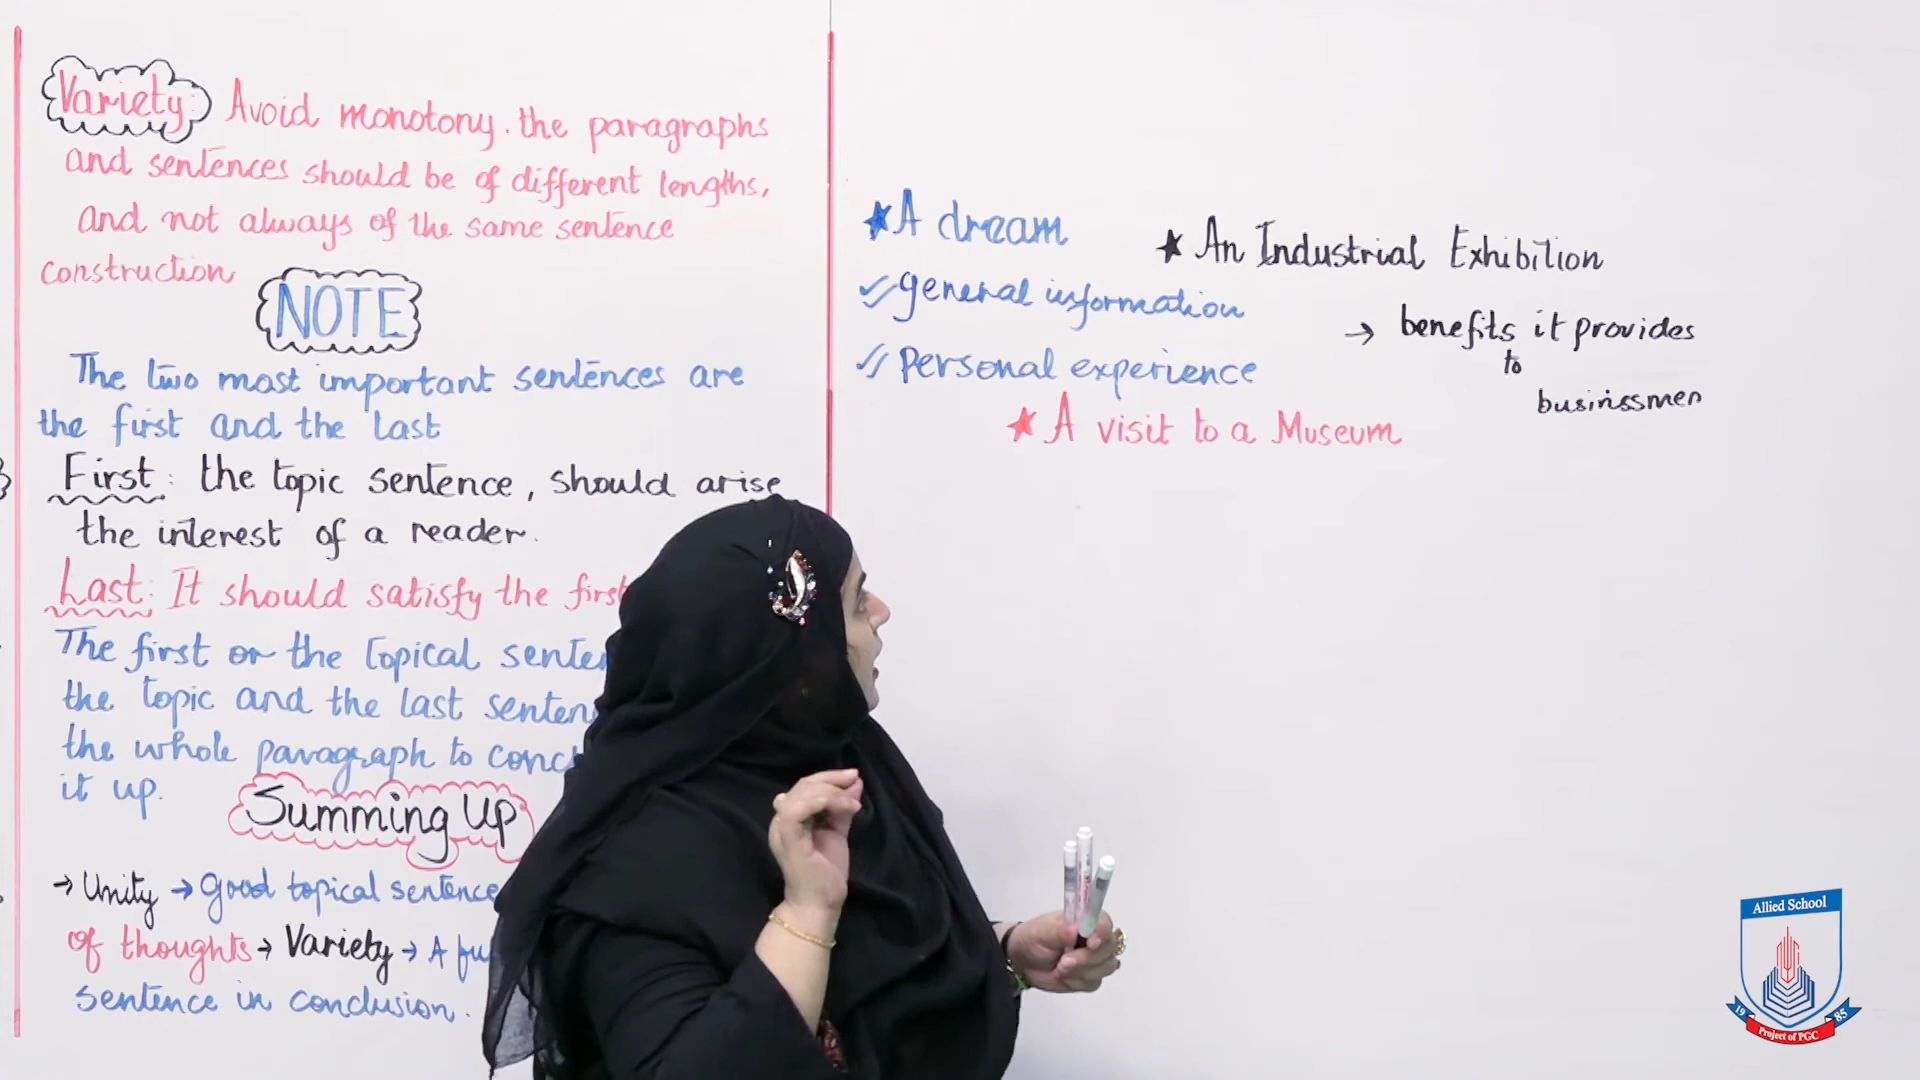 Variety: Avoid monotony. the paragraphs
and sentences should be of different lengths,
and not always of the same sentence
construction
NOTE
The two most important sentences are
the first and the last
First: the topic sentence, should arise
the interest of a reader.
Last: It should satisfy the first
The first or the topical
the topic and the last
the whole paragraph to
it up.
Summing Up
→ Unity → Good topical sentence
of thoughts → Variety → A
sentence in conclusion.
★ A dream
general information
Personal experience
★ A visit to a Museum
★ An Industrial Exhibition
→ benefits it provides
to
businissmen
Allied School
19 85
Project of PGC